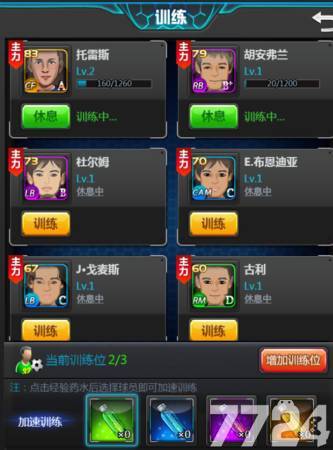 训练
主力
83
CF
A
托雷斯
Lv.2
160/1260
休息
训练中...
主力
79
RB
B+
胡安弗兰
Lv.1
20/1200
休息
训练中...
主力
73
LB
B+
杜尔姆
Lv.1
休息中
训练
主力
70
CAM
C
E.布恩迪亚
Lv.1
休息中
训练
主力
67
LB
C
J·戈麦斯
Lv.1
休息中
训练
主力
60
RM
D
古利
Lv.1
休息中
训练
当前训练位 2/3
增加训练位
注：点击经验药水后选择球员即可加速训练
加速训练
×0
×0
×0
×0
7724